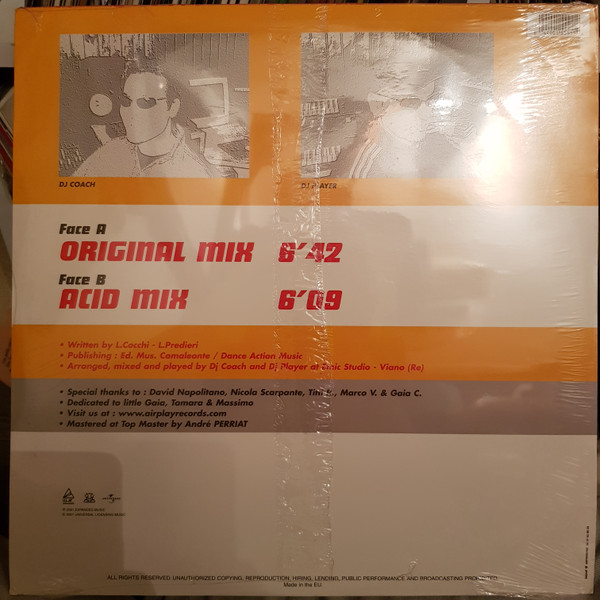 DJ COACH
DJ PLAYER
Face A
ORIGINAL MIX 6'42
Face B
ACID MIX 6'09
• Written by L.Cocchi - L.Predieri
• Publishing : Ed. Mus. Camaleonte / Dance Action Music
• Arranged, mixed and played by Dj Coach and Dj Player at Studio - Viano (Re)
• Special thanks to : David Napolitano, Nicola Scarpante, Marco V. & Gaia C.
• Dedicated to little Gaia, Tamara & Massimo
• Visit us at : www.airplayrecords.com
• Mastered at Top Master by André PERRIAT
ALL RIGHTS RESERVED. UNAUTHORIZED COPYING, REPRODUCTION, HIRING, LENDING, PUBLIC PERFORMANCE AND BROADCASTING PROHIBITED
Made in the EU.